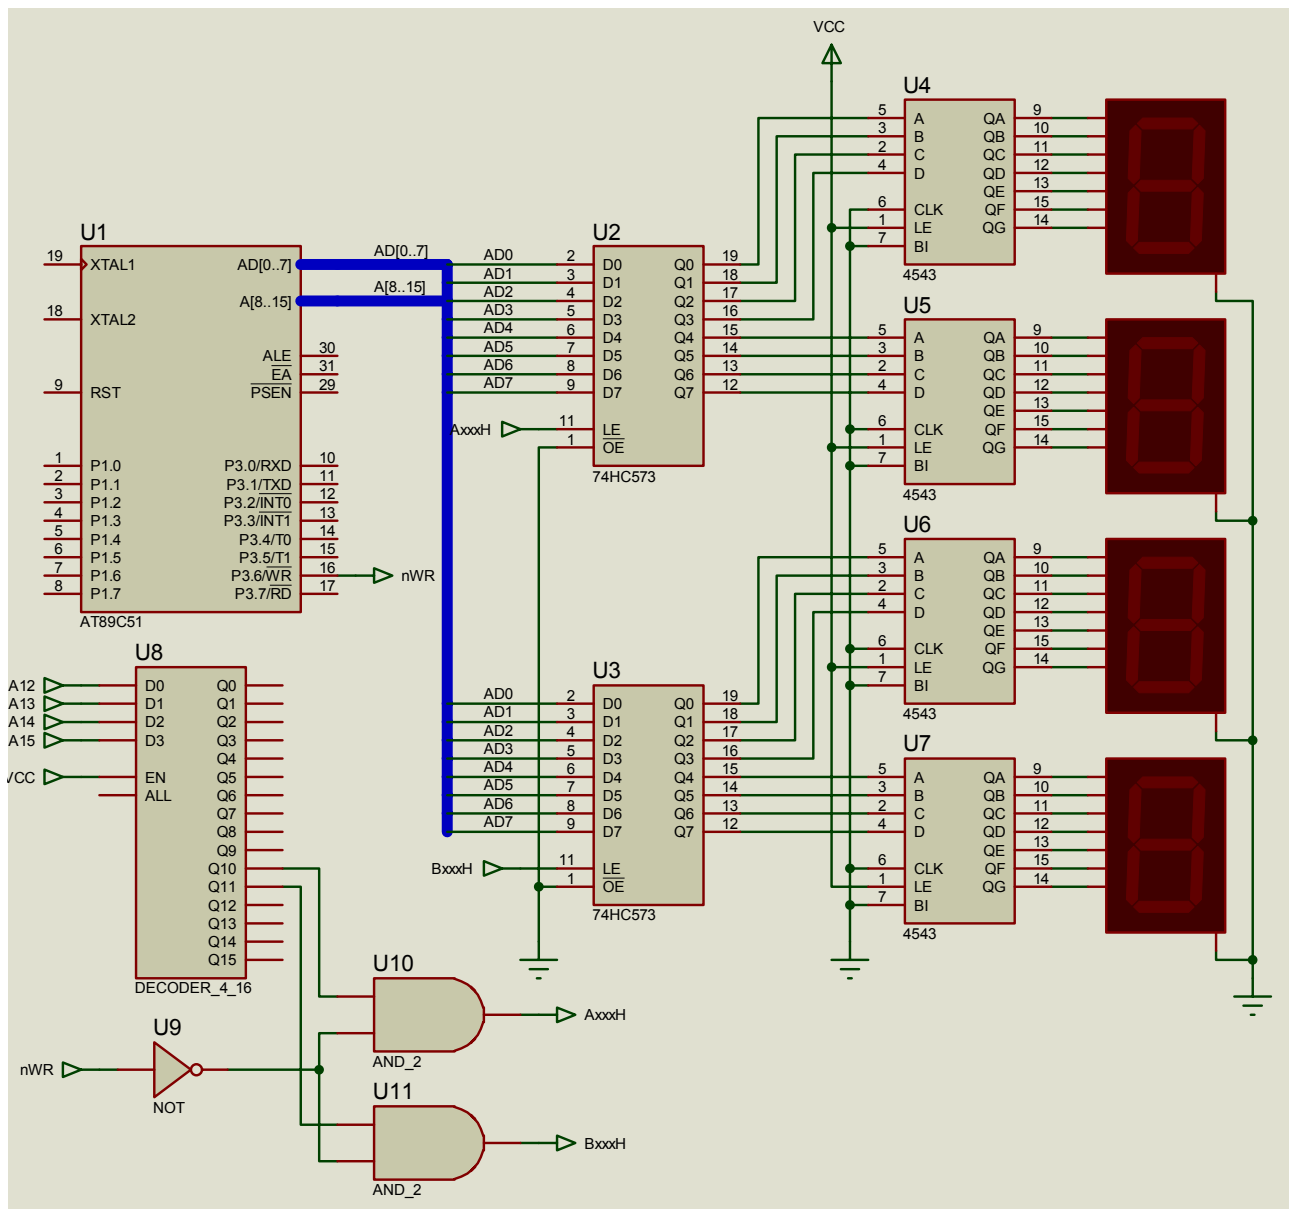 VCC
U1
19 XTAL1
18 XTAL2
9 RST
AD[0..7]
A[8..15]
ALE 30
EA 31
PSEN 29
1 P1.0
2 P1.1
3 P1.2
4 P1.3
5 P1.4
6 P1.5
7 P1.6
8 P1.7
P3.0/RXD 10
P3.1/TXD 11
P3.2/INT0 12
P3.3/INT1 13
P3.4/T0 14
P3.5/T1 15
P3.6/WR 16
P3.7/RD 17
AT89C51
nWR
AD[0..7]
A[8..15]
U2
AD0 2 D0 Q0 19
AD1 3 D1 Q1 18
AD2 4 D2 Q2 17
AD3 5 D3 Q3 16
AD4 6 D4 Q4 15
AD5 7 D5 Q5 14
AD6 8 D6 Q6 13
AD7 9 D7 Q7 12
AxxxH 11 LE
1 OE
74HC573
U3
AD0 2 D0 Q0 19
AD1 3 D1 Q1 18
AD2 4 D2 Q2 17
AD3 5 D3 Q3 16
AD4 6 D4 Q4 15
AD5 7 D5 Q5 14
AD6 8 D6 Q6 13
AD7 9 D7 Q7 12
BxxxH 11 LE
1 OE
74HC573
U4
5 A QA 9
3 B QB 10
2 C QC 11
4 D QD 12
QE 13
6 CLK QF 15
1 LE QG 14
7 BI
4543
U5
5 A QA 9
3 B QB 10
2 C QC 11
4 D QD 12
QE 13
6 CLK QF 15
1 LE QG 14
7 BI
4543
U6
5 A QA 9
3 B QB 10
2 C QC 11
4 D QD 12
QE 13
6 CLK QF 15
1 LE QG 14
7 BI
4543
U7
5 A QA 9
3 B QB 10
2 C QC 11
4 D QD 12
QE 13
6 CLK QF 15
1 LE QG 14
7 BI
4543
U8
A12 D0 Q0
A13 D1 Q1
A14 D2 Q2
A15 D3 Q3
Q4
VCC EN Q5
ALL Q6
Q7
Q8
Q9
Q10
Q11
Q12
Q13
Q14
Q15
DECODER_4_16
U9
nWR
NOT
U10
AxxxH
AND_2
U11
BxxxH
AND_2